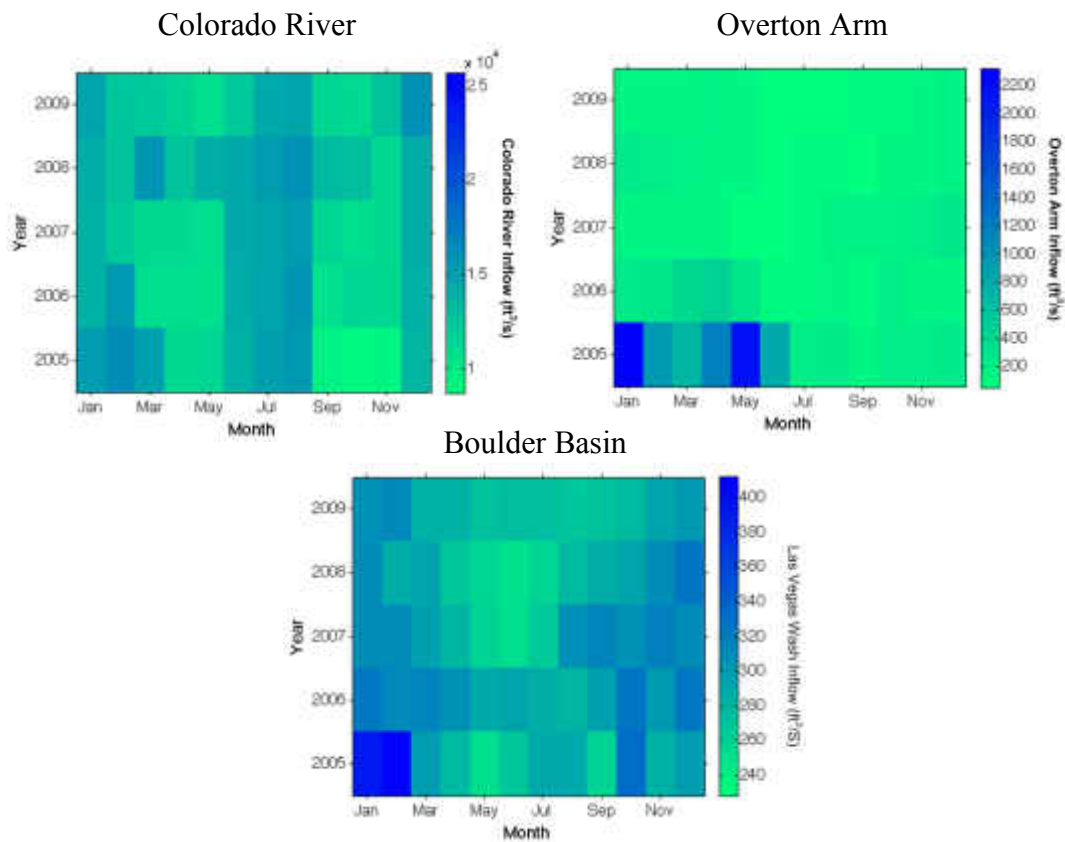 Colorado River
× 10⁴
2009
2008
2007
2006
2005
Year
Jan
Mar
May
Jul
Sep
Nov
Month
2.5
2
1.5
1
Colorado River Inflow (ft³/s)
Overton Arm
2009
2008
2007
2006
2005
Year
Jan
Mar
May
Jul
Sep
Nov
Month
2200
2000
1800
1600
1400
1200
1000
800
600
400
200
Overton Arm Inflow (ft³/s)
Boulder Basin
2009
2008
2007
2006
2005
Year
Jan
Mar
May
Jul
Sep
Nov
Month
400
380
360
340
320
300
280
260
240
Las Vegas Wash Inflow (ft³/S)